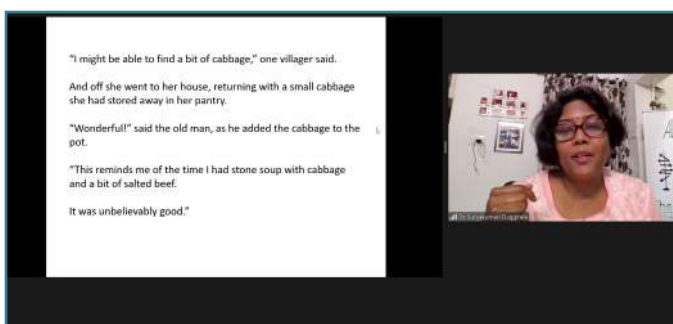 “I might be able to find a bit of cabbage,” one villager said.
And off she went to her house, returning with a small cabbage
she had stored away in her pantry.
“Wonderful!” said the old man, as he added the cabbage to the
pot.
“This reminds me of the time I had stone soup with cabbage
and a bit of salted beef.
It was unbelievably good.”